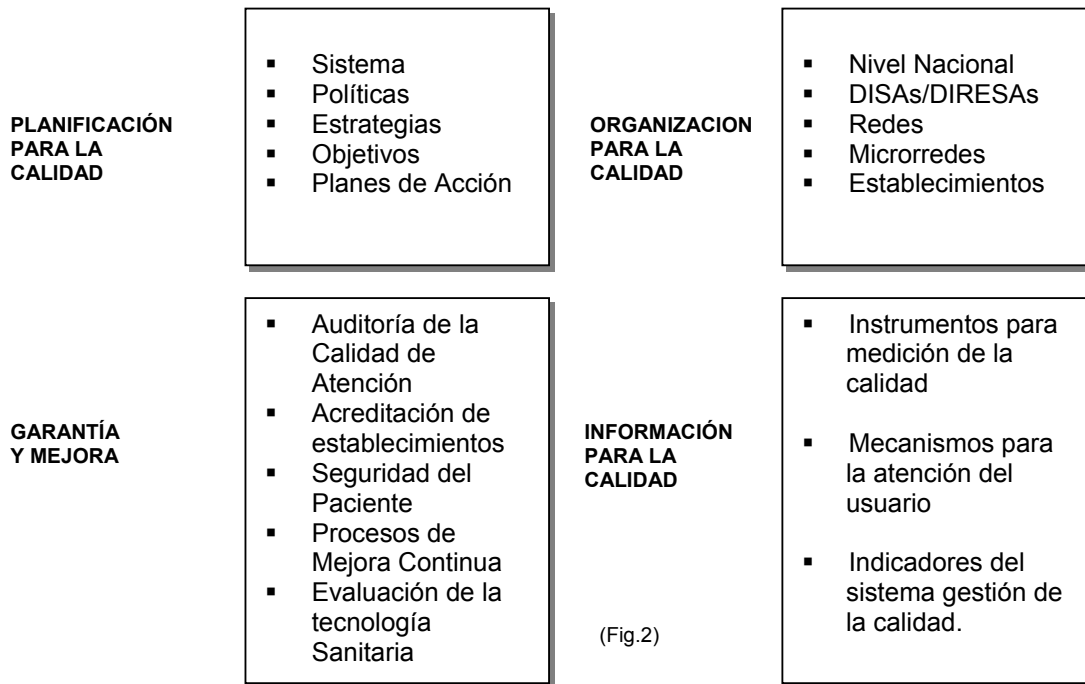 PLANIFICACIÓN
PARA LA
CALIDAD
▪ Sistema
▪ Políticas
▪ Estrategias
▪ Objetivos
▪ Planes de Acción
ORGANIZACION
PARA LA
CALIDAD
▪ Nivel Nacional
▪ DISAs/DIRESAs
▪ Redes
▪ Microrredes
▪ Establecimientos
GARANTÍA
Y MEJORA
▪ Auditoría de la
Calidad de
Atención
▪ Acreditación de
establecimientos
▪ Seguridad del
Paciente
▪ Procesos de
Mejora Continua
▪ Evaluación de la
tecnología
Sanitaria
INFORMACIÓN
PARA LA
CALIDAD
▪ Instrumentos para
medición de la
calidad
▪ Mecanismos para
la atención del
usuario
▪ Indicadores del
sistema gestión de
la calidad.
(Fig.2)